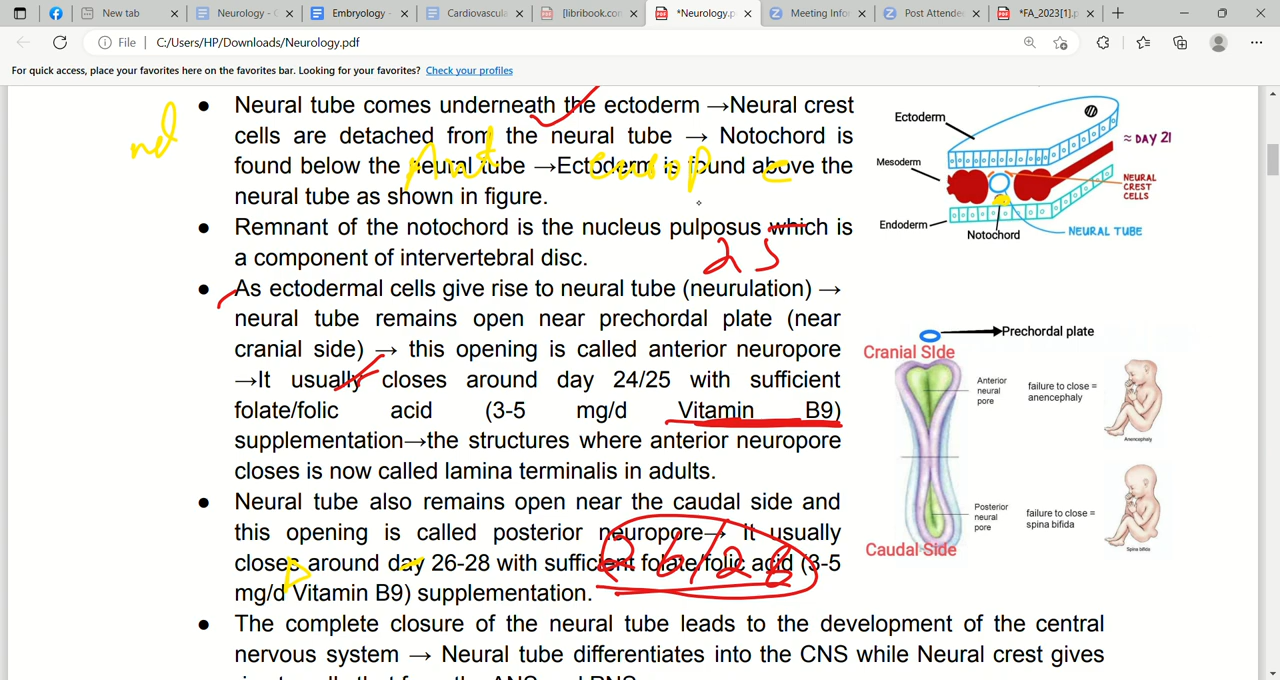 New tab
Neurology - 
Embryology -
Cardiovascula
[libribook.con
*Neurology.p
Meeting Infor
Post Attende
*FA_2023[1].p
File
C:/Users/HP/Downloads/Neurology.pdf
For quick access, place your favorites here on the favorites bar. Looking for your favorites? Check your profiles
● Neural tube comes underneath the ectoderm →Neural crest
cells are detached from the neural tube → Notochord is
found below the neural tube →Ectoderm is found above the
neural tube as shown in figure.
● Remnant of the notochord is the nucleus pulposus which is
a component of intervertebral disc.
● As ectodermal cells give rise to neural tube (neurulation) →
neural tube remains open near prechordal plate (near
cranial side) → this opening is called anterior neuropore
→It usually closes around day 24/25 with sufficient
folate/folic acid (3-5 mg/d Vitamin B9)
supplementation→the structures where anterior neuropore
closes is now called lamina terminalis in adults.
● Neural tube also remains open near the caudal side and
this opening is called posterior neuropore→ It usually
closes around day 26-28 with sufficient folate/folic acid (3-5
mg/d Vitamin B9) supplementation.
● The complete closure of the neural tube leads to the development of the central
nervous system → Neural tube differentiates into the CNS while Neural crest gives
Ant
europ
25
Ectoderm
≈ DAY 21
Mesoderm
NEURAL
CREST
CELLS
Endoderm
Notochord
NEURAL TUBE
Prechordal plate
Cranial SIde
Anterior
neural
pore
failure to close =
anencephaly
Anencephaly
Posterior
neural
pore
failure to close =
spina bifida
Caudal Side
Spina bifida